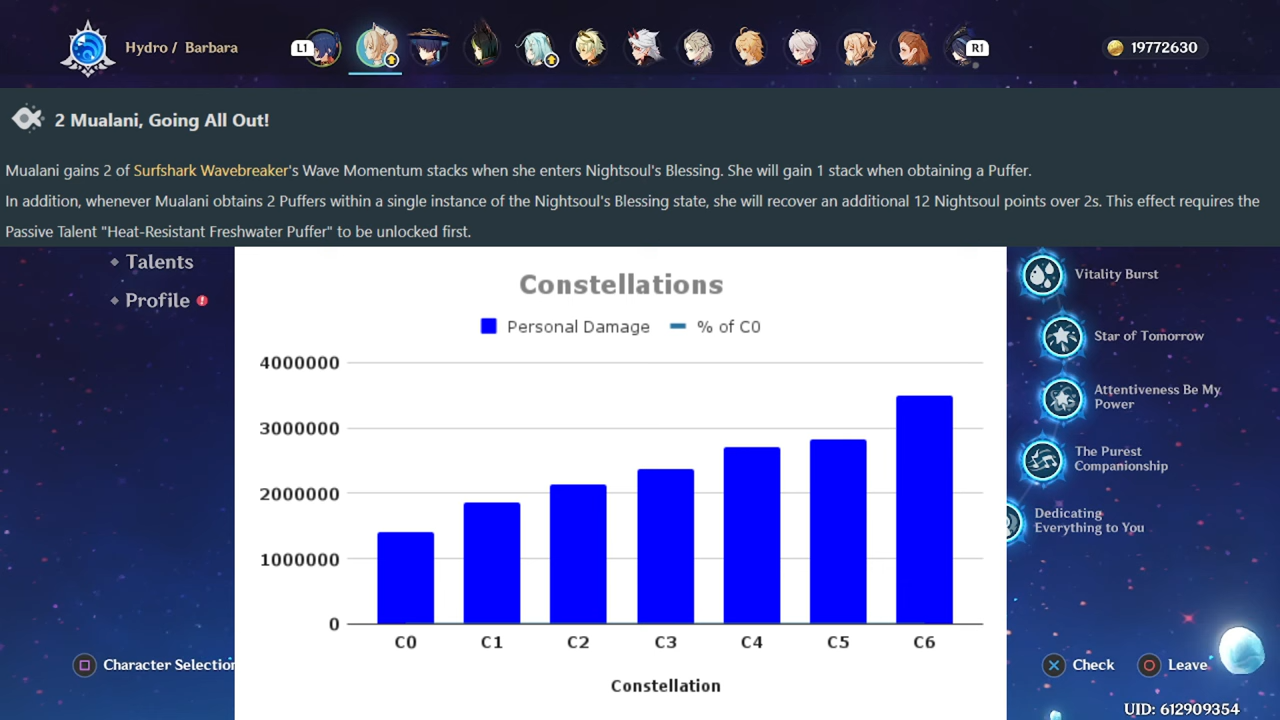 Hydro / Barbara
L1
R1
19772630
2 Mualani, Going All Out!
Mualani gains 2 of Surfshark Wavebreaker's Wave Momentum stacks when she enters Nightsoul's Blessing. She will gain 1 stack when obtaining a Puffer.
In addition, whenever Mualani obtains 2 Puffers within a single instance of the Nightsoul's Blessing state, she will recover an additional 12 Nightsoul points over 2s. This effect requires the
Passive Talent "Heat-Resistant Freshwater Puffer" to be unlocked first.
Talents
Profile
Constellations
Personal Damage
% of C0
4000000
3000000
2000000
1000000
0
C0
C1
C2
C3
C4
C5
C6
Constellation
Vitality Burst
Star of Tomorrow
Attentiveness Be My
Power
The Purest
Companionship
Dedicating
Everything to You
Character Selection
Check
Leave
UID: 612909354